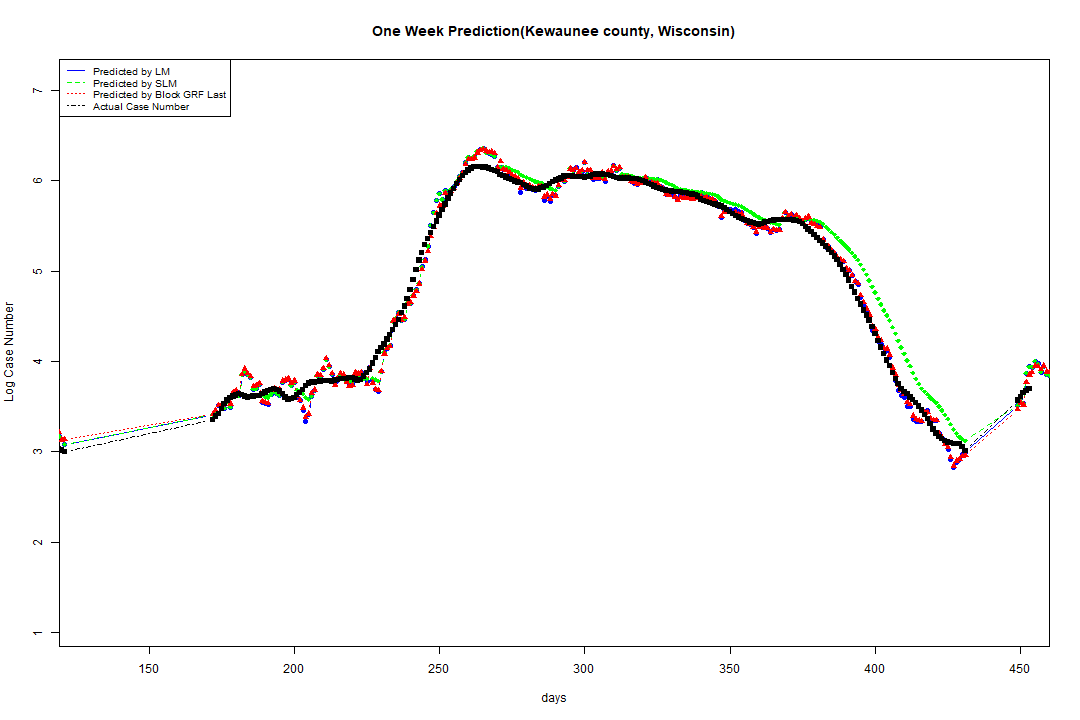 One Week Prediction(Kewaunee county, Wisconsin)
Predicted by LM
Predicted by SLM
Predicted by Block GRF Last
Actual Case Number
7
6
5
4
3
2
1
Log Case Number
150 200 250 300 350 400 450
days